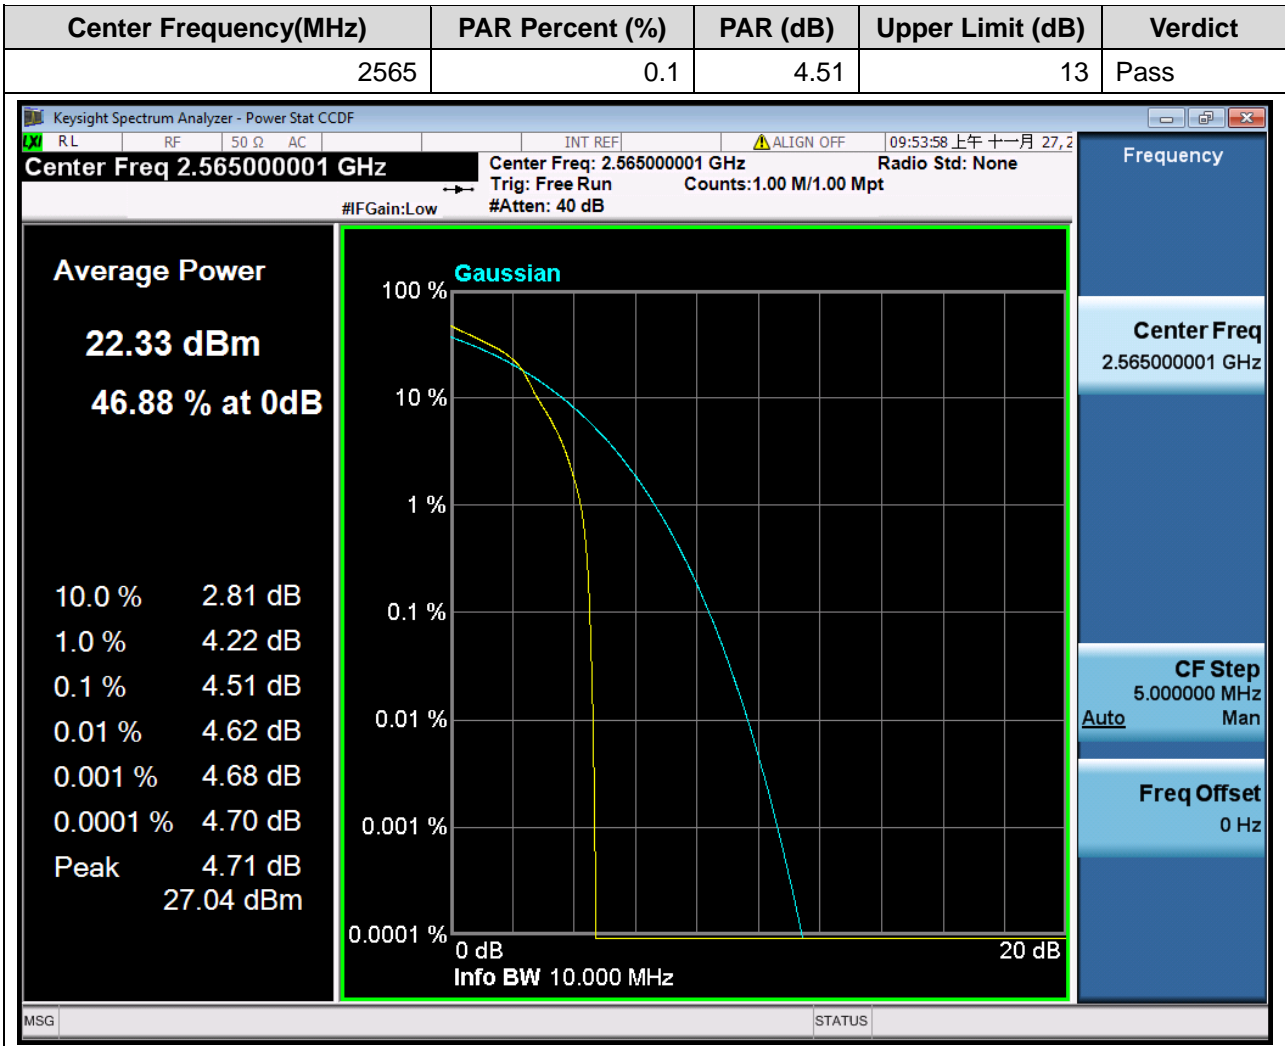 Center Frequency(MHz) PAR Percent (%) PAR (dB) Upper Limit (dB) Verdict
2565 0.1 4.51 13 Pass
Keysight Spectrum Analyzer - Power Stat CCDF
LXI RL RF 50 Ω AC INT REF ALIGN OFF 09:53:58 上午 十一月 27, 2
Center Freq 2.565000001 GHz
Center Freq: 2.565000001 GHz Radio Std: None
Trig: Free Run Counts:1.00 M/1.00 Mpt
#IFGain:Low #Atten: 40 dB
Frequency
Average Power
22.33 dBm
46.88 % at 0dB
10.0 % 2.81 dB
1.0 % 4.22 dB
0.1 % 4.51 dB
0.01 % 4.62 dB
0.001 % 4.68 dB
0.0001 % 4.70 dB
Peak 4.71 dB
27.04 dBm
Gaussian
100 %
10 %
1 %
0.1 %
0.01 %
0.001 %
0.0001 %
0 dB 20 dB
Info BW 10.000 MHz
Center Freq
2.565000001 GHz
CF Step
5.000000 MHz
Auto Man
Freq Offset
0 Hz
MSG STATUS